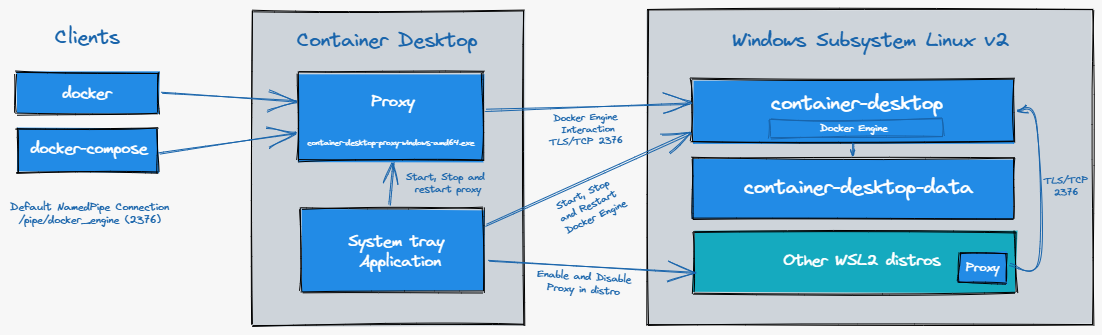 Clients
docker
docker-compose
Default NamedPipe Connection
/pipe/docker_engine (2376)
Container Desktop
Proxy
container-desktop-proxy-windows-amd64.exe
Start, Stop and
restart proxy
System tray
Application
Docker Engine
Interaction
TLS/TCP 2376
Start, Stop
and Restart
Docker Engine
Enable and Disable
Proxy in distro
Windows Subsystem Linux v2
container-desktop
Docker Engine
container-desktop-data
Other WSL2 distros
Proxy
TLS/TCP
2376